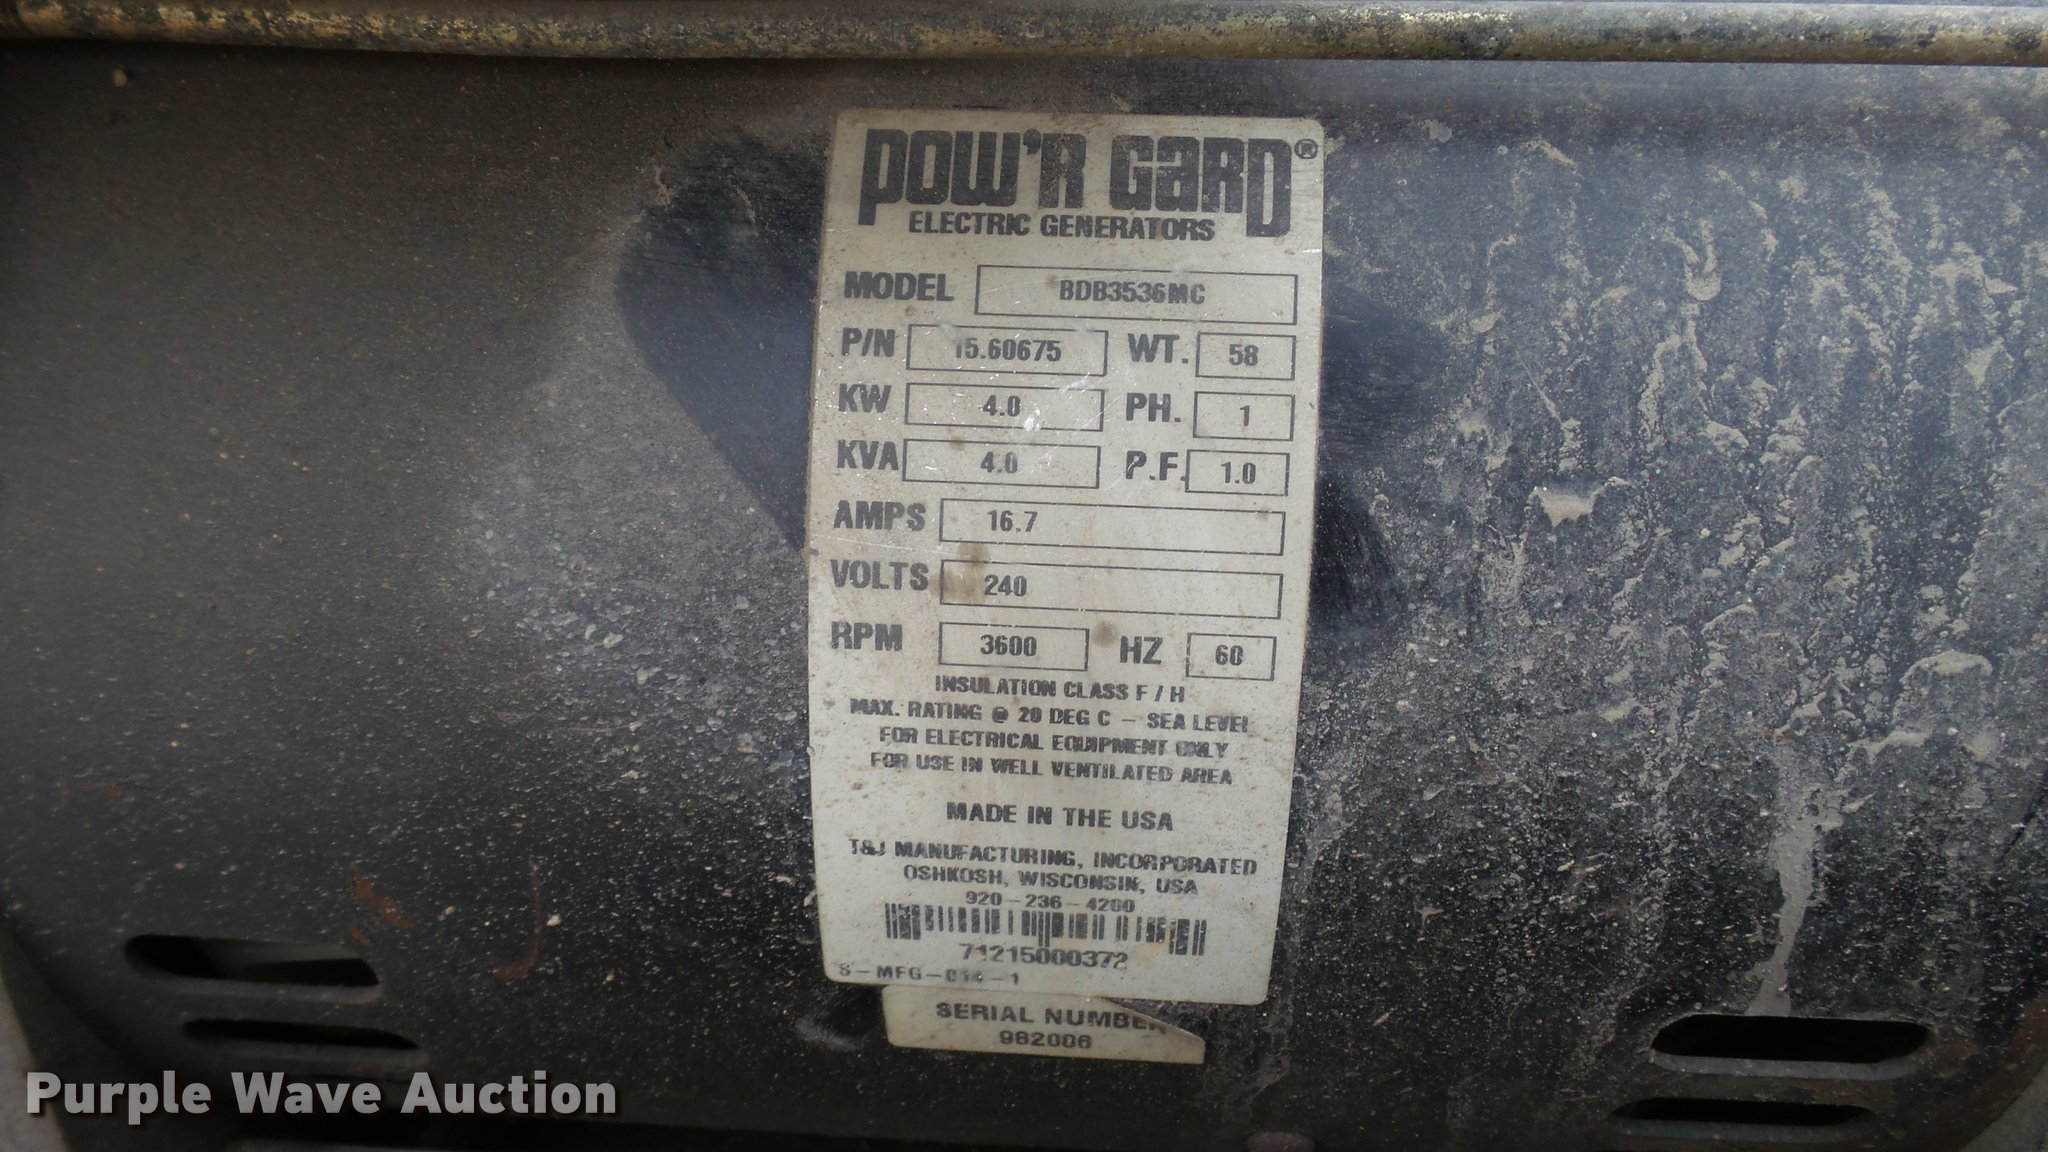 POW'R GARD®
ELECTRIC GENERATORS
MODEL BDB3536MC
P/N 15.60675 WT. 58
KW 4.0 PH. 1
KVA 4.0 P.F. 1.0
AMPS 16.7
VOLTS 240
RPM 3600 HZ 60
INSULATION CLASS F / H
MAX. RATING @ 20 DEG C – SEA LEVEL
FOR ELECTRICAL EQUIPMENT ONLY
FOR USE IN WELL VENTILATED AREA
MADE IN THE USA
T&J MANUFACTURING, INCORPORATED
OSHKOSH, WISCONSIN, USA
920-236-4200
71215000372
S-MFG-014-1
SERIAL NUMBER
982006
Purple Wave Auction